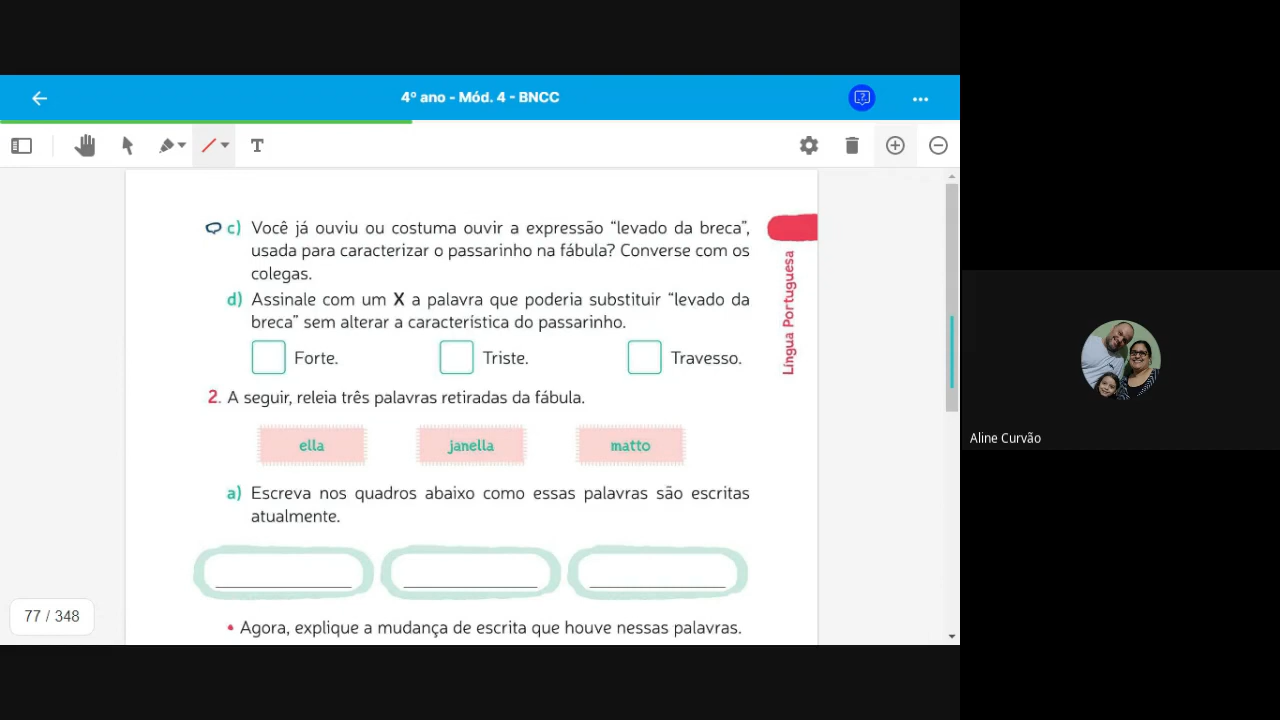 4º ano - Mód. 4 - BNCC
T
c) Você já ouviu ou costuma ouvir a expressão “levado da breca”,
usada para caracterizar o passarinho na fábula? Converse com os
colegas.
d) Assinale com um X a palavra que poderia substituir “levado da
breca” sem alterar a característica do passarinho.
Forte. Triste. Travesso.
2. A seguir, releia três palavras retiradas da fábula.
ella janella matto
a) Escreva nos quadros abaixo como essas palavras são escritas
atualmente.
• Agora, explique a mudança de escrita que houve nessas palavras.
Língua Portuguesa
77 / 348
Aline Curvão